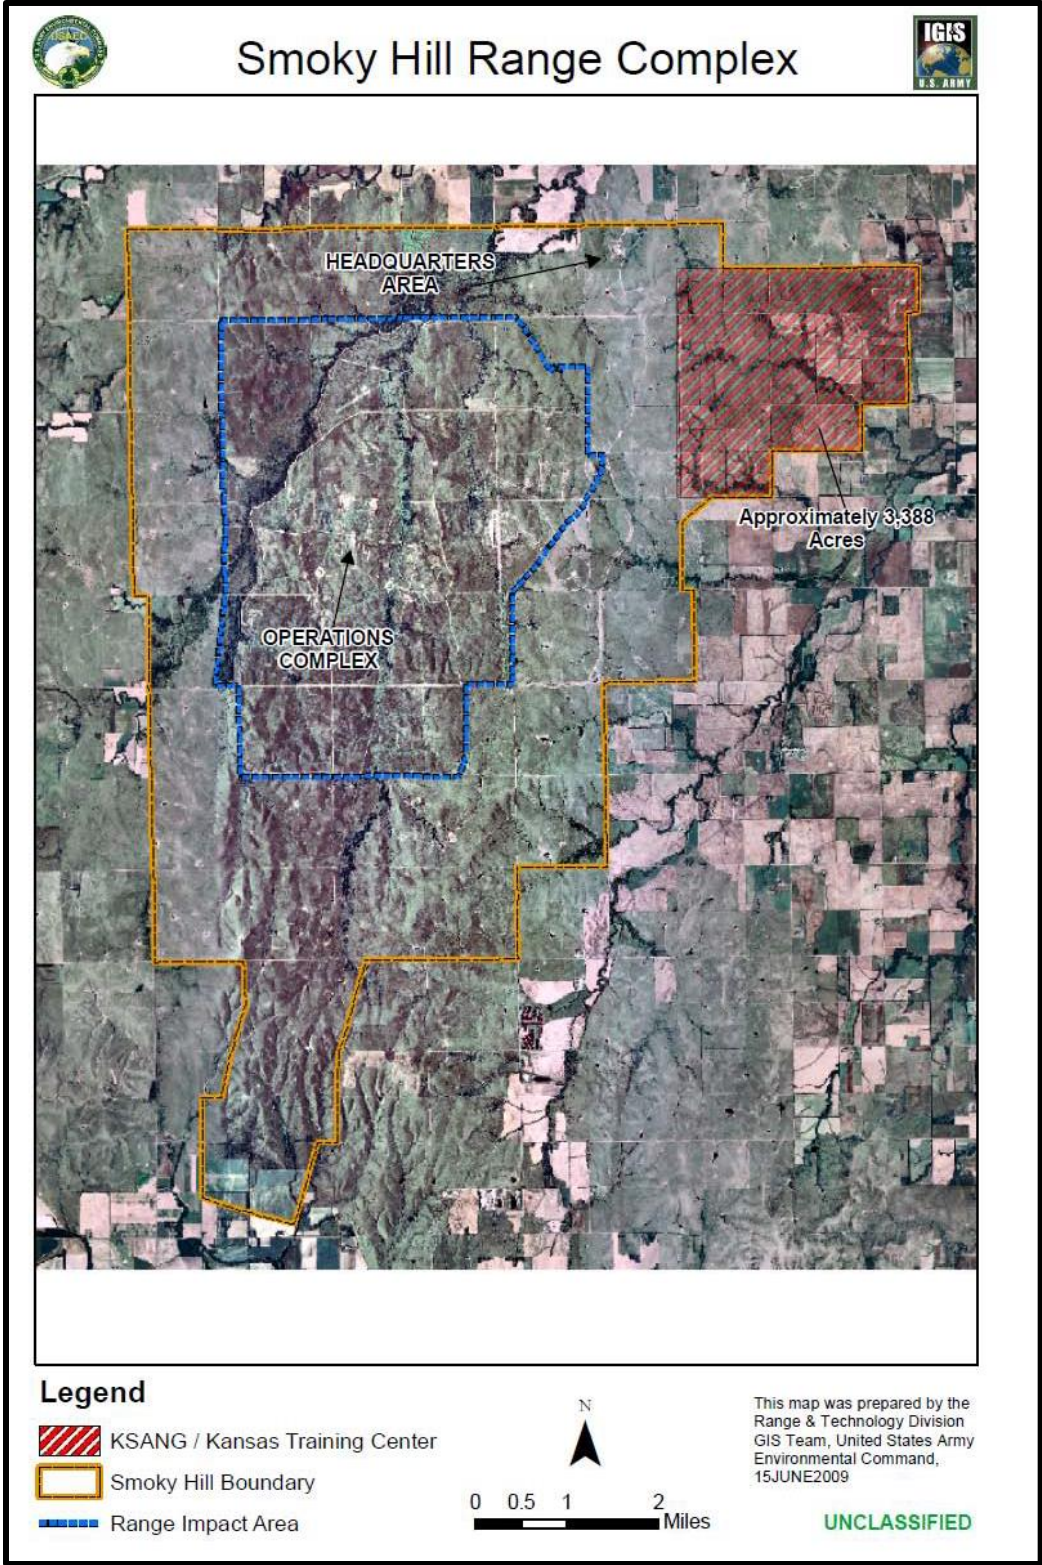 Smoky Hill Range Complex
USAEC
IGIS
U.S. ARMY
HEADQUARTERS
AREA
Approximately 3,388
Acres
OPERATIONS
COMPLEX
Legend
KSANG / Kansas Training Center
Smoky Hill Boundary
Range Impact Area
N
0 0.5 1 2
Miles
This map was prepared by the
Range & Technology Division
GIS Team, United States Army
Environmental Command,
15JUNE2009
UNCLASSIFIED